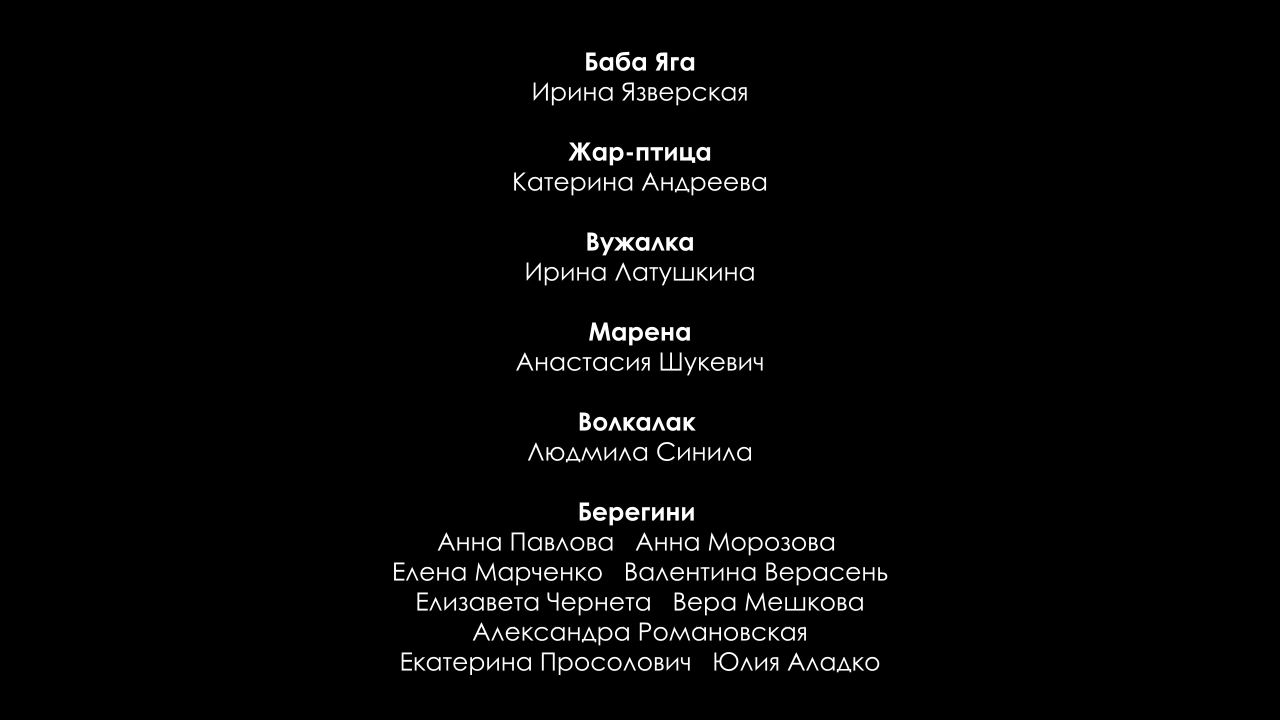 Баба Яга
Ирина Язверская
Жар-птица
Катерина Андреева
Вужалка
Ирина Латушкина
Марена
Анастасия Шукевич
Волкалак
Людмила Синила
Берегини
Анна Павлова Анна Морозова
Елена Марченко Валентина Верасень
Елизавета Чернета Вера Мешкова
Александра Романовская
Екатерина Просолович Юлия Аладко